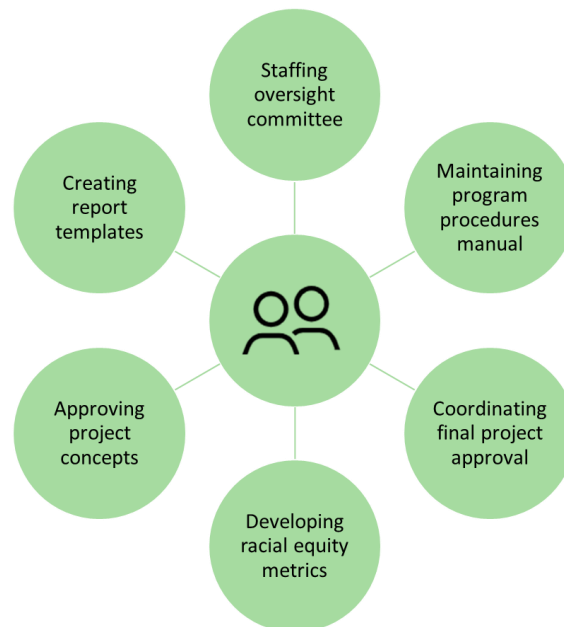 Staffing
oversight
committee
Maintaining
program
procedures
manual
Coordinating
final project
approval
Developing
racial equity
metrics
Approving
project
concepts
Creating
report
templates